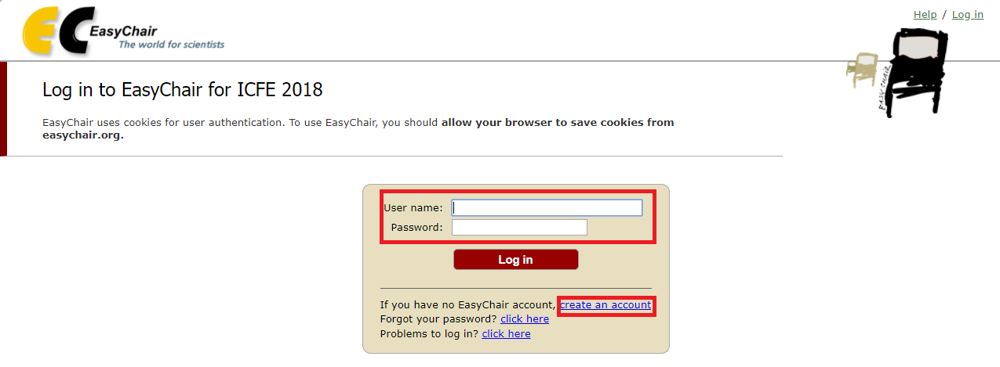 EC EasyChair
The world for scientists
Help / Log in
EASY CHAIR
Log in to EasyChair for ICFE 2018
EasyChair uses cookies for user authentication. To use EasyChair, you should allow your browser to save cookies from
easychair.org.
User name:
Password:
Log in
If you have no EasyChair account, create an account
Forgot your password? click here
Problems to log in? click here